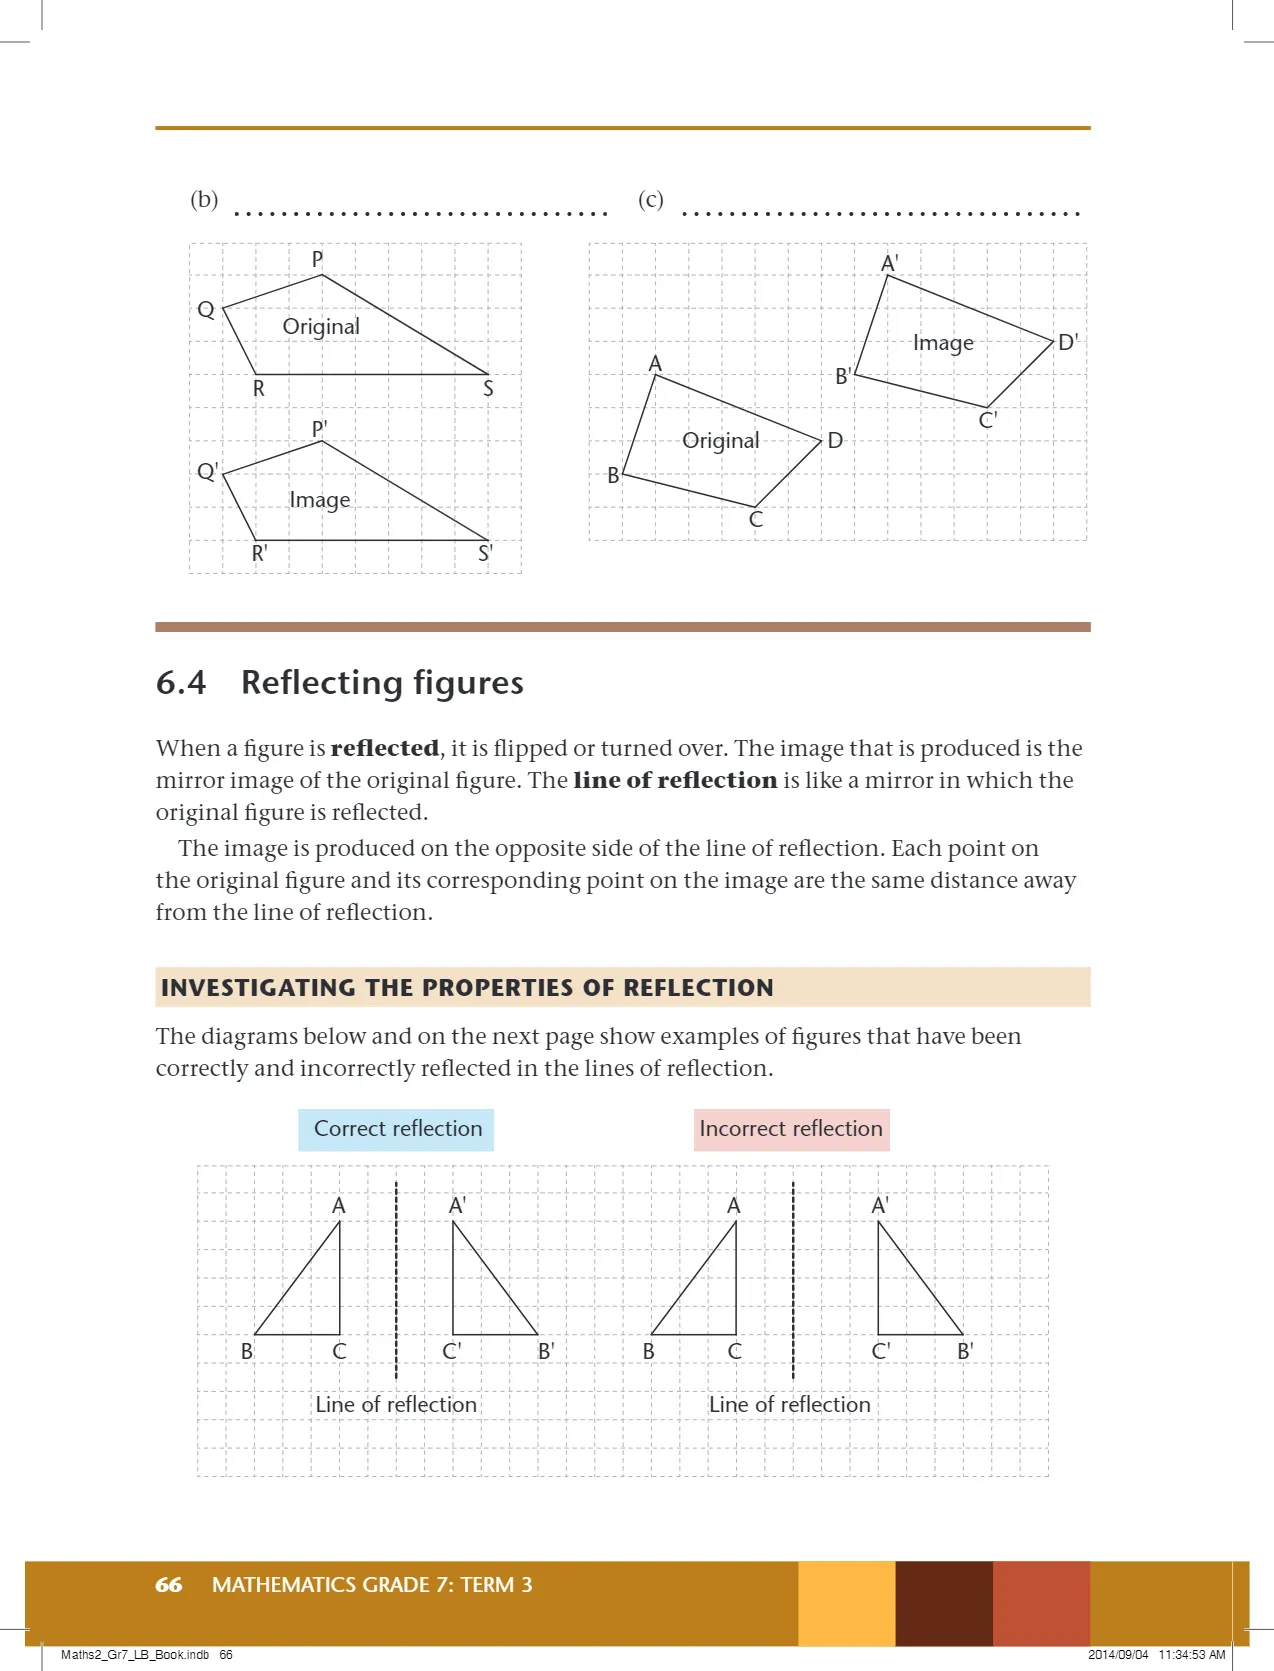 (b) ................................ (c) ..................................
P
Q
Original
R
S
P'
Q'
Image
R'
S'
A'
Image
D'
B'
C'
A
Original
D
B
C
6.4 Reflecting figures
When a figure is reflected, it is flipped or turned over. The image that is produced is the
mirror image of the original figure. The line of reflection is like a mirror in which the
original figure is reflected.
The image is produced on the opposite side of the line of reflection. Each point on
the original figure and its corresponding point on the image are the same distance away
from the line of reflection.
INVESTIGATING THE PROPERTIES OF REFLECTION
The diagrams below and on the next page show examples of figures that have been
correctly and incorrectly reflected in the lines of reflection.
Correct reflection
A A'
B C C' B'
Line of reflection
Incorrect reflection
A A'
B C C' B'
Line of reflection
66 MATHEMATICS GRADE 7: TERM 3
Maths2_Gr7_LB_Book.indb 66 2014/09/04 11:34:53 AM